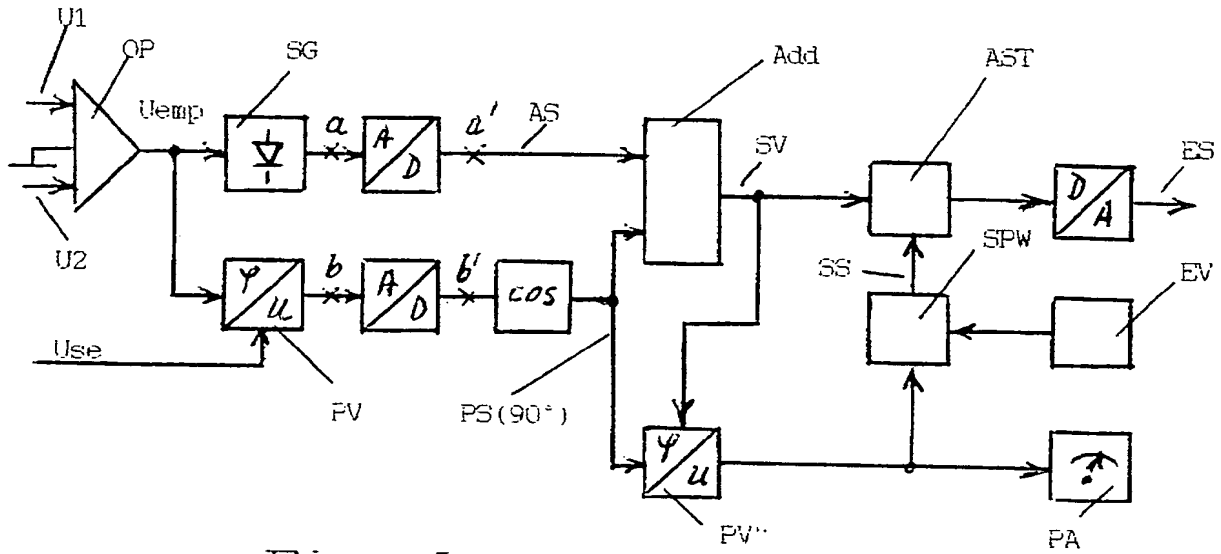 U1
OP
SG
Add
AST
Uemp
a
A/D
a'
AS
SV
D/A
ES
U2
φ/U
b
A/D
b'
cos
SS
SPW
EV
Use
PV
PS(90°)
φ/U
PV"
PA